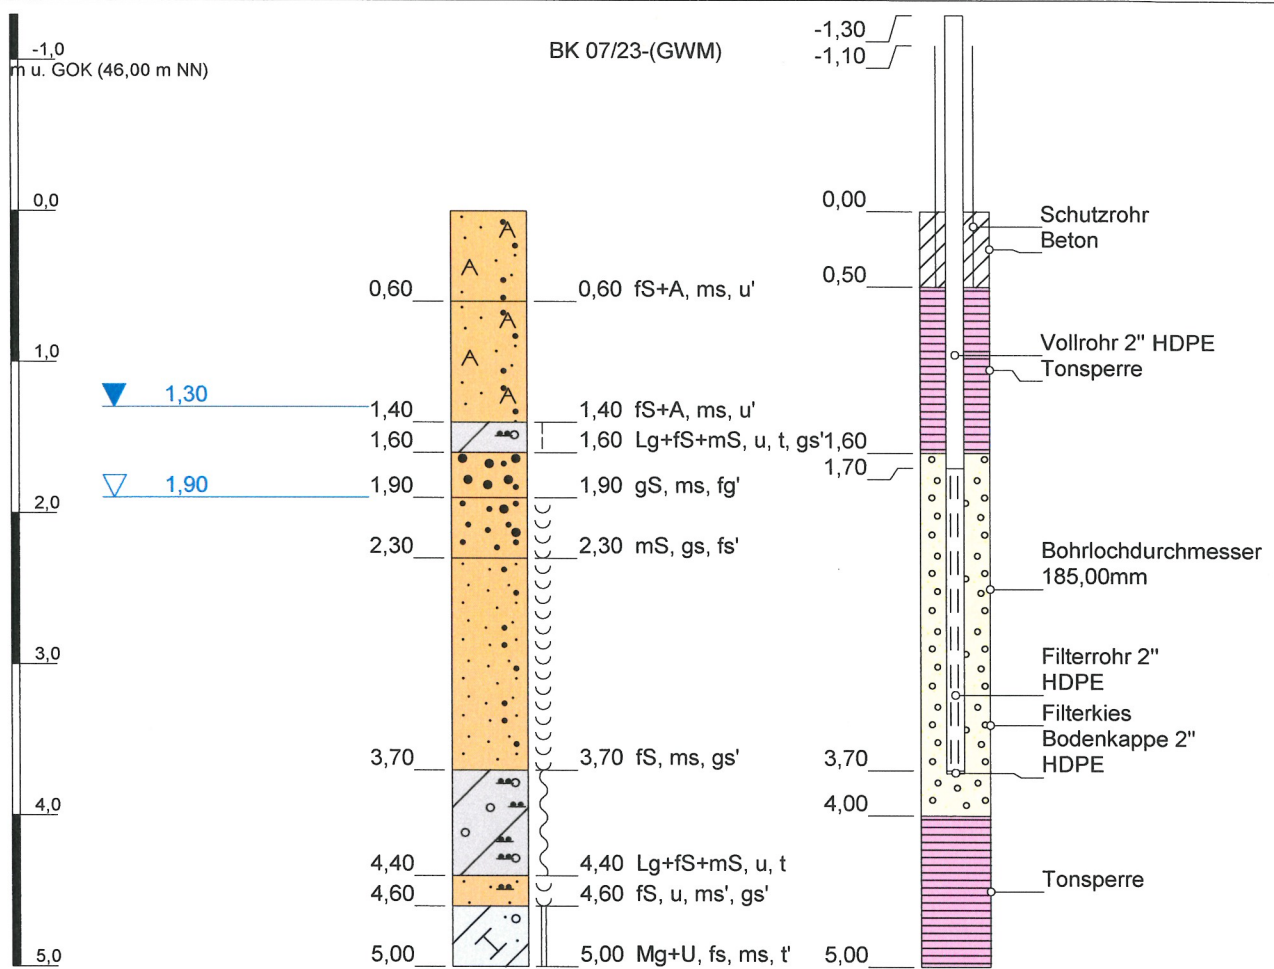 BK 07/23-(GWM)
-1,0
m u. GOK (46,00 m NN)
0,0
1,0
2,0
3,0
4,0
5,0
1,30
1,90
0,60
1,40
1,60
1,90
2,30
3,70
4,40
4,60
5,00
A
A
A
A
A
0,60 fS+A, ms, u'
1,40 fS+A, ms, u'
1,60 Lg+fS+mS, u, t, gs'
1,90 gS, ms, fg'
2,30 mS, gs, fs'
3,70 fS, ms, gs'
4,40 Lg+fS+mS, u, t
4,60 fS, u, ms', gs'
5,00 Mg+U, fs, ms, t'
-1,30
-1,10
0,00
0,50
1,60
1,70
3,70
4,00
5,00
Schutzrohr
Beton
Vollrohr 2" HDPE
Tonsperre
Bohrlochdurchmesser
185,00mm
Filterrohr 2"
HDPE
Filterkies
Bodenkappe 2"
HDPE
Tonsperre